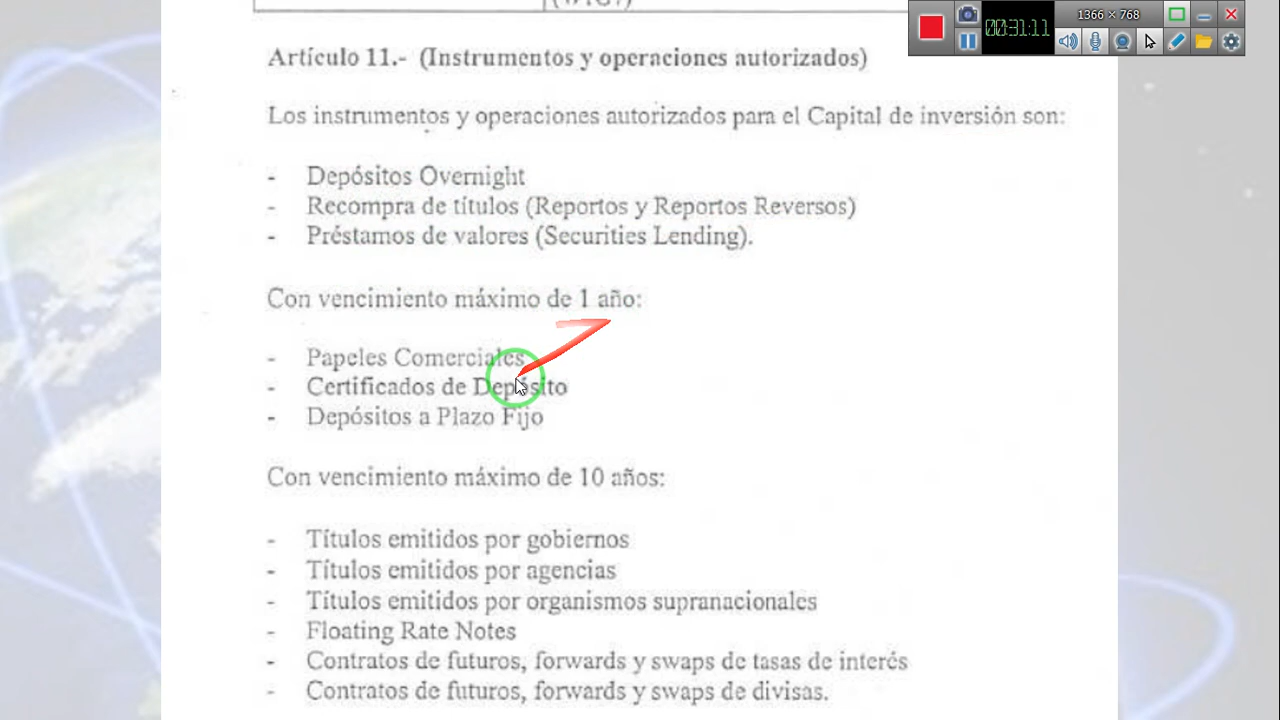 1366 × 768
00:31:11
Artículo 11.- (Instrumentos y operaciones autorizados)
Los instrumentos y operaciones autorizados para el Capital de inversión son:
- Depósitos Overnight
- Recompra de títulos (Reportos y Reportos Reversos)
- Préstamos de valores (Securities Lending).
Con vencimiento máximo de 1 año:
- Papeles Comerciales
- Certificados de Depósito
- Depósitos a Plazo Fijo
Con vencimiento máximo de 10 años:
- Títulos emitidos por gobiernos
- Títulos emitidos por agencias
- Títulos emitidos por organismos supranacionales
- Floating Rate Notes
- Contratos de futuros, forwards y swaps de tasas de interés
- Contratos de futuros, forwards y swaps de divisas.